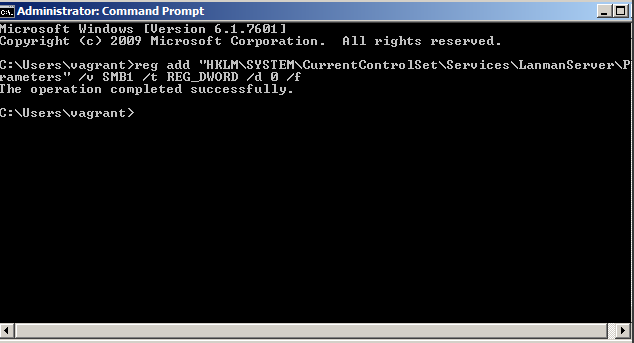 Administrator: Command Prompt
Microsoft Windows [Version 6.1.7601]
Copyright (c) 2009 Microsoft Corporation.  All rights reserved.
C:\Users\vagrant>reg add "HKLM\SYSTEM\CurrentControlSet\Services\LanmanServer\P
rameters" /v SMB1 /t REG_DWORD /d 0 /f
The operation completed successfully.
C:\Users\vagrant>